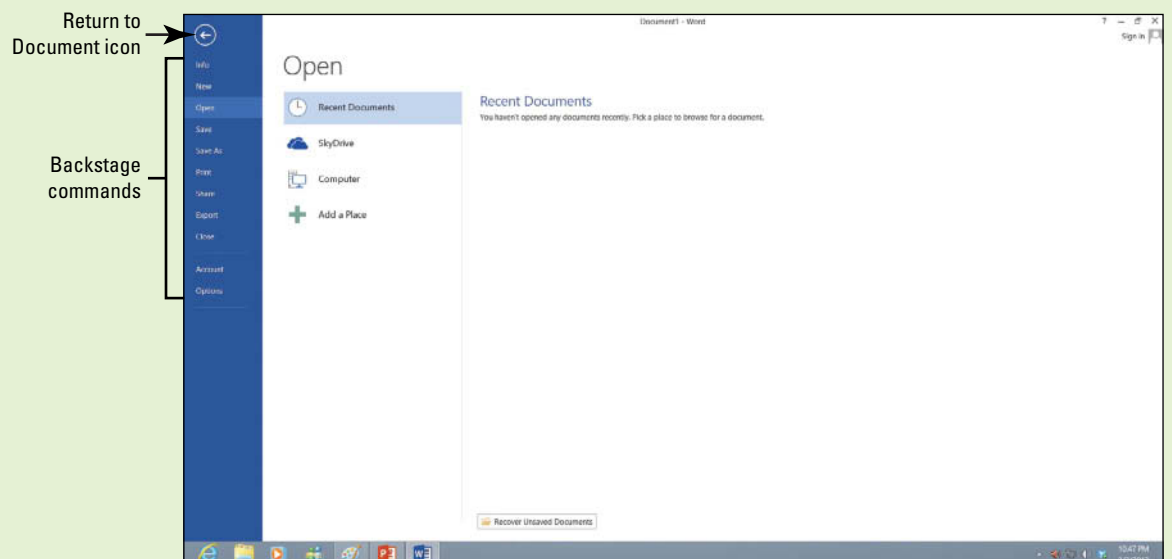 Return to
Document icon
Backstage
commands
Document1 - Word
?
Sign in
Info
New
Open
Save
Save As
Print
Share
Export
Close
Account
Options
Open
Recent Documents
SkyDrive
Computer
Add a Place
Recent Documents
You haven't opened any documents recently. Pick a place to browse for a document.
Recover Unsaved Documents
10:47 PM